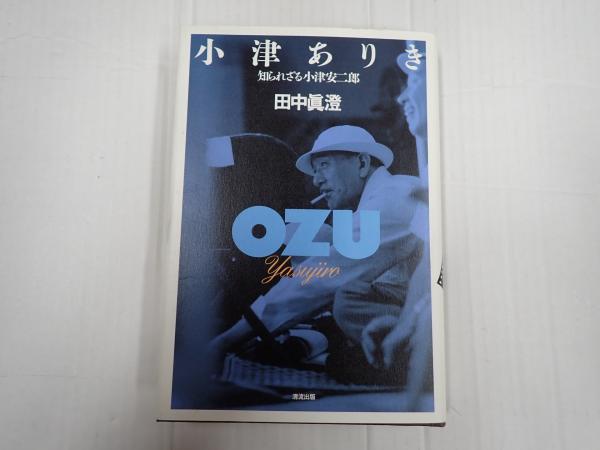 小津ありき
知られざる小津安二郎
田中眞澄
OZU
Yasujiro
清流出版